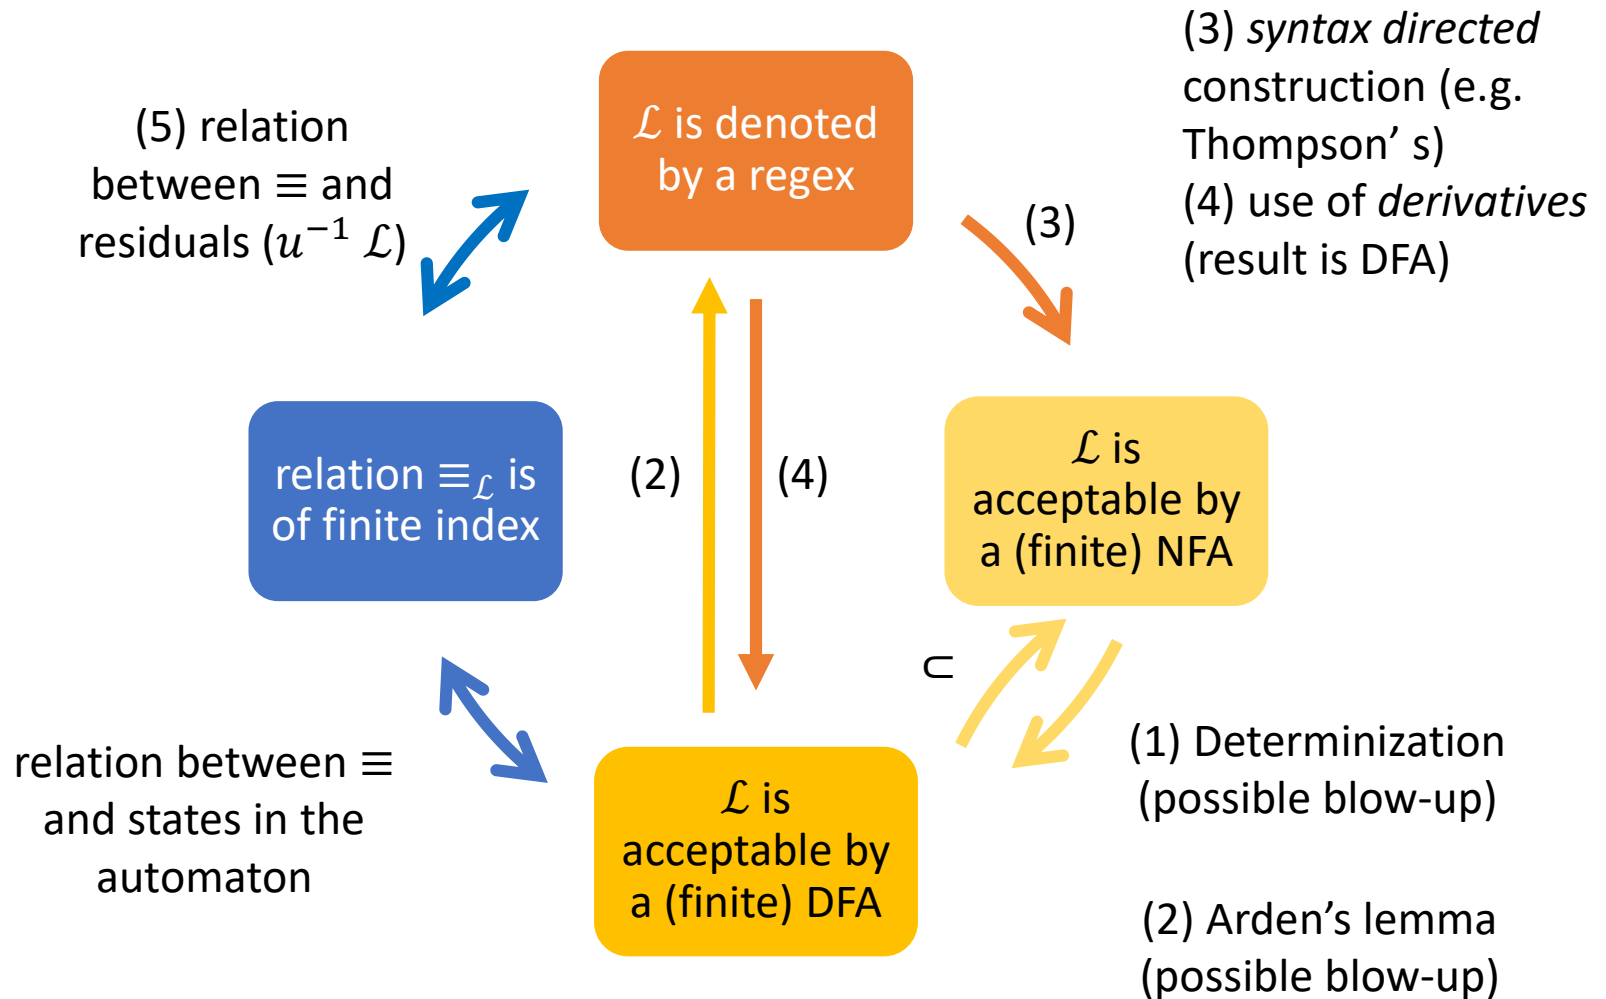 (3) syntax directed
construction (e.g.
Thompson’ s)
(4) use of derivatives
(result is DFA)
(5) relation
between ≡ and
residuals (u⁻¹ ℒ)
ℒ is denoted
by a regex
(3)
relation ≡ℒ is
of finite index
(2)
(4)
ℒ is
acceptable by
a (finite) NFA
⊂
relation between ≡
and states in the
automaton
ℒ is
acceptable by
a (finite) DFA
(1) Determinization
(possible blow-up)
(2) Arden’s lemma
(possible blow-up)